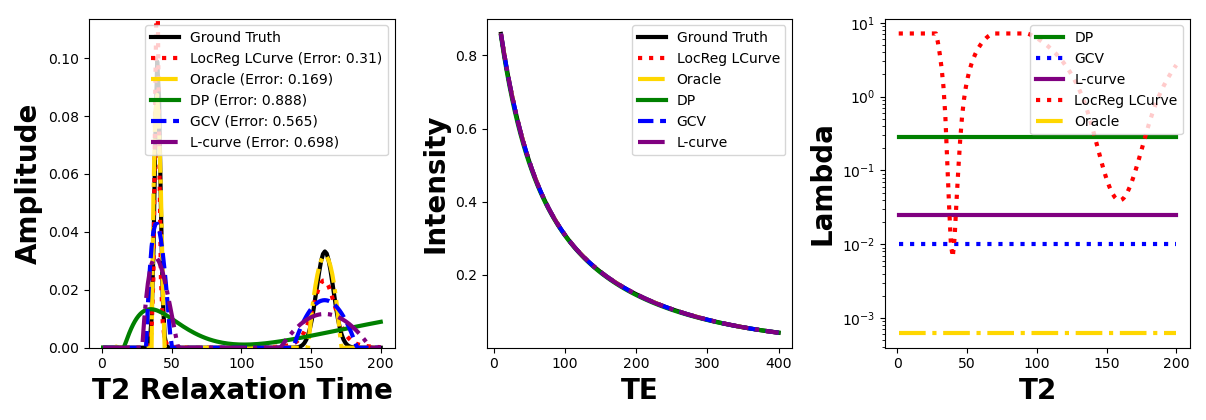 Amplitude
0.10
0.08
0.06
0.04
0.02
0.00
0
50
100
150
200
T2 Relaxation Time
Ground Truth
LocReg LCurve (Error: 0.31)
Oracle (Error: 0.169)
DP (Error: 0.888)
GCV (Error: 0.565)
L-curve (Error: 0.698)
Intensity
0.8
0.6
0.4
0.2
0
100
200
300
400
TE
Ground Truth
LocReg LCurve
Oracle
DP
GCV
L-curve
Lambda
10¹
10⁰
10⁻¹
10⁻²
10⁻³
0
50
100
150
200
T2
DP
GCV
L-curve
LocReg LCurve
Oracle